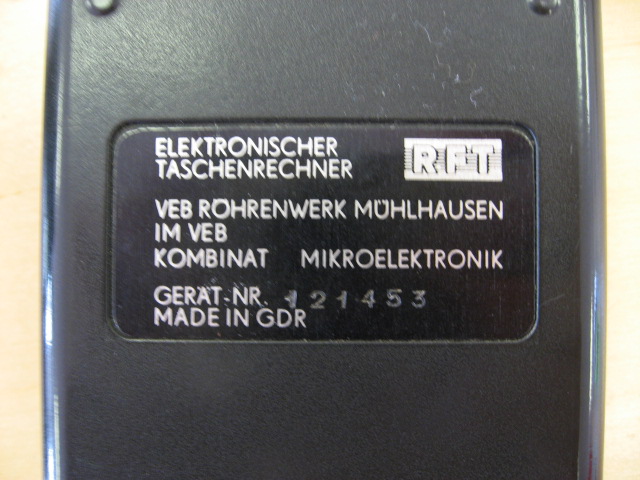 ELEKTRONISCHER
TASCHENRECHNER
RFT
VEB RÖHRENWERK MÜHLHAUSEN
IM VEB
KOMBINAT MIKROELEKTRONIK
GERÄT-NR. 121453
MADE IN GDR